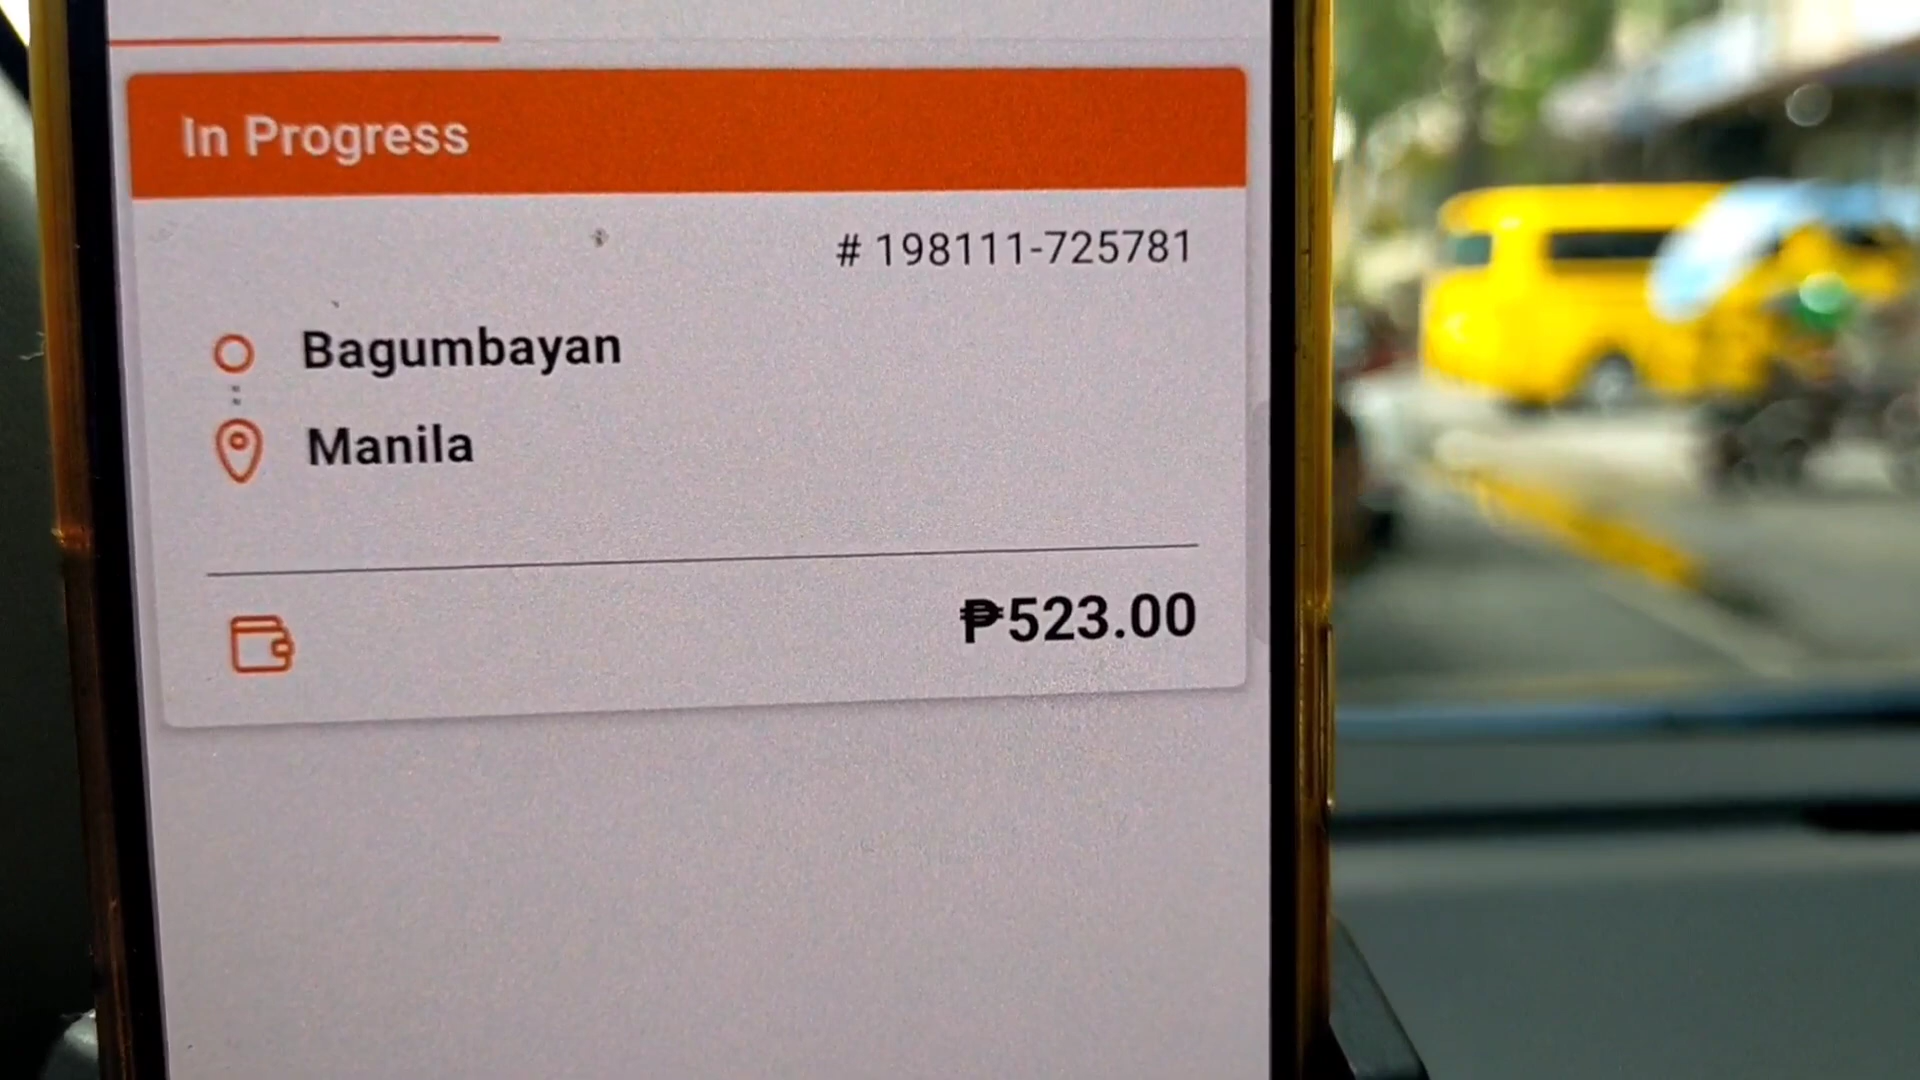 In Progress
# 198111-725781
Bagumbayan
Manila
₱523.00